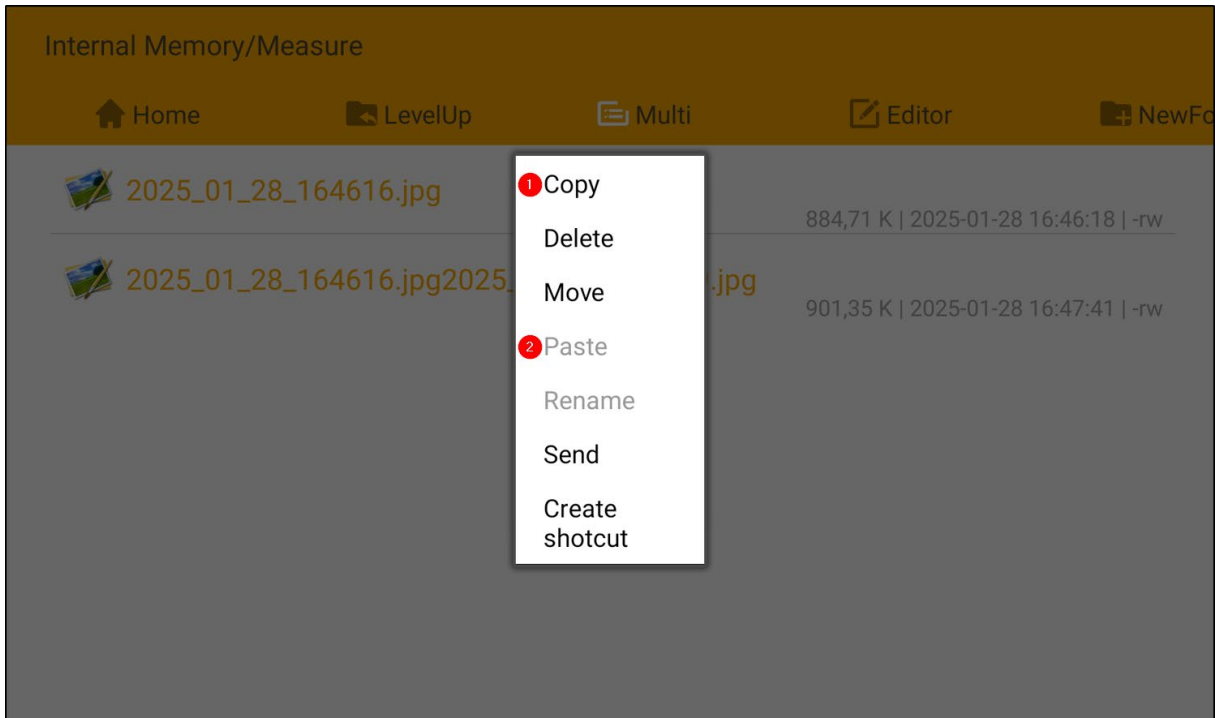 Internal Memory/Measure
Home LevelUp Multi Editor NewFo
2025_01_28_164616.jpg
884,71 K | 2025-01-28 16:46:18 | -rw
2025_01_28_164616.jpg2025_ .jpg
901,35 K | 2025-01-28 16:47:41 | -rw
1 Copy
Delete
Move
2 Paste
Rename
Send
Create
shotcut